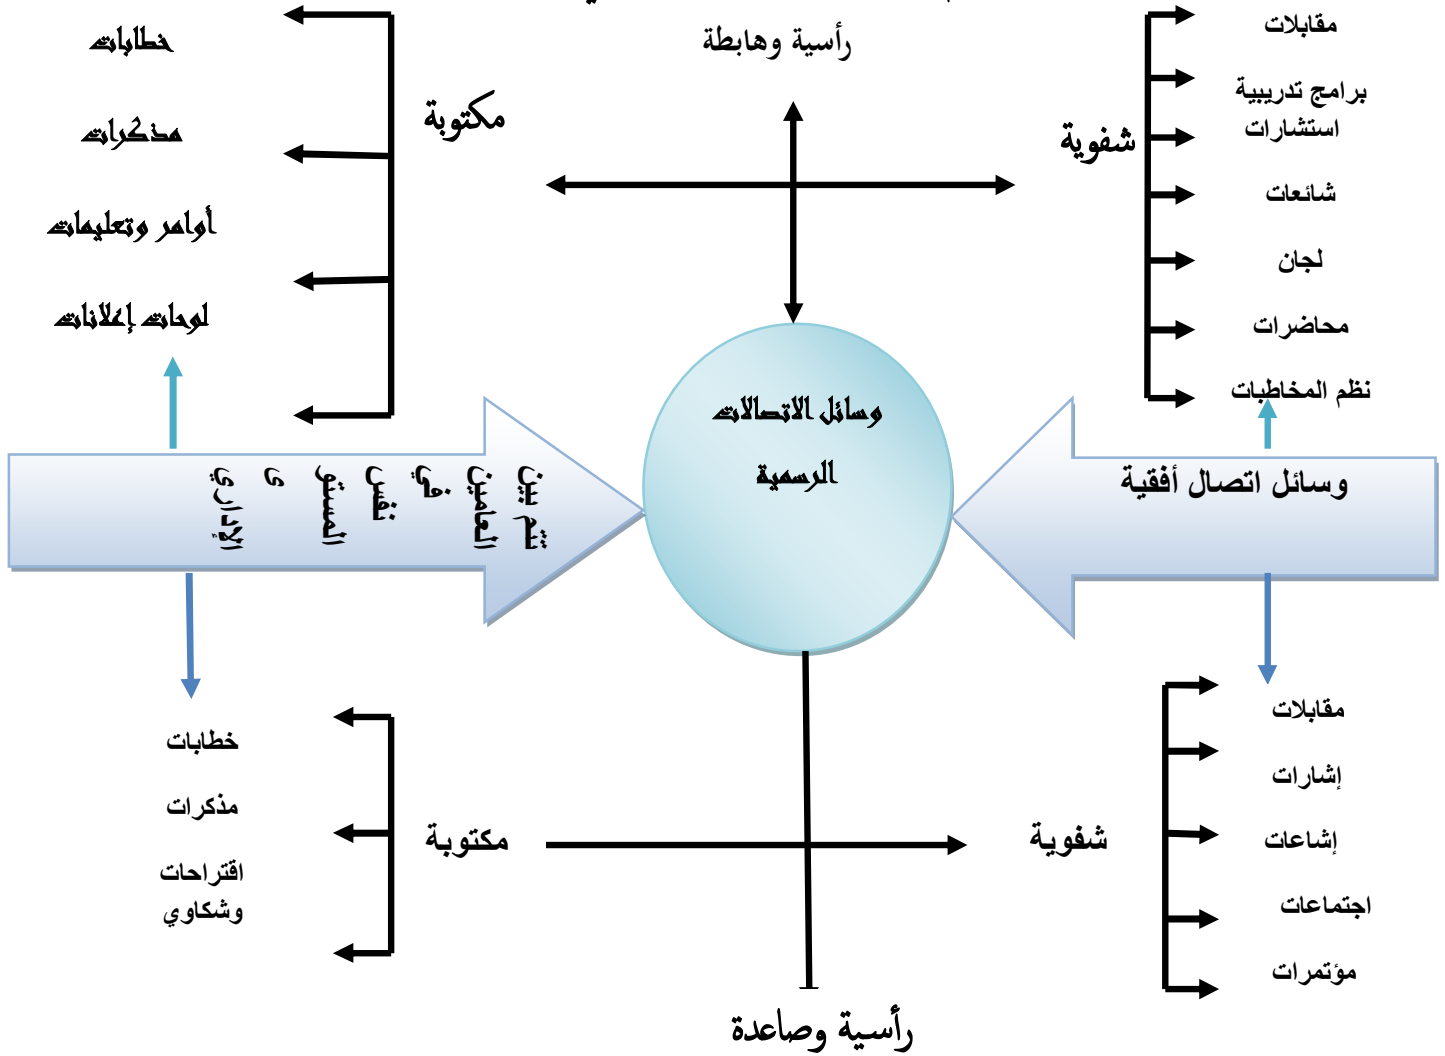 رأسية وهابطة
شفوية
مقابلات
برامج تدريبية
استشارات
شائعات
لجان
محاضرات
نظم المخاطبات
مكتوبة
خطابات
مذكرات
أوامر وتعليمات
لوحات إعلانات
وسائل الاتصالات
الرسمية
وسائل اتصال أفقية
تتم بين
العامين
في
نفس
المستو
ى
الإداري
شفوية
مقابلات
إشارات
إشاعات
اجتماعات
مؤتمرات
مكتوبة
خطابات
مذكرات
اقتراحات
وشكاوي
رأسية وصاعدة